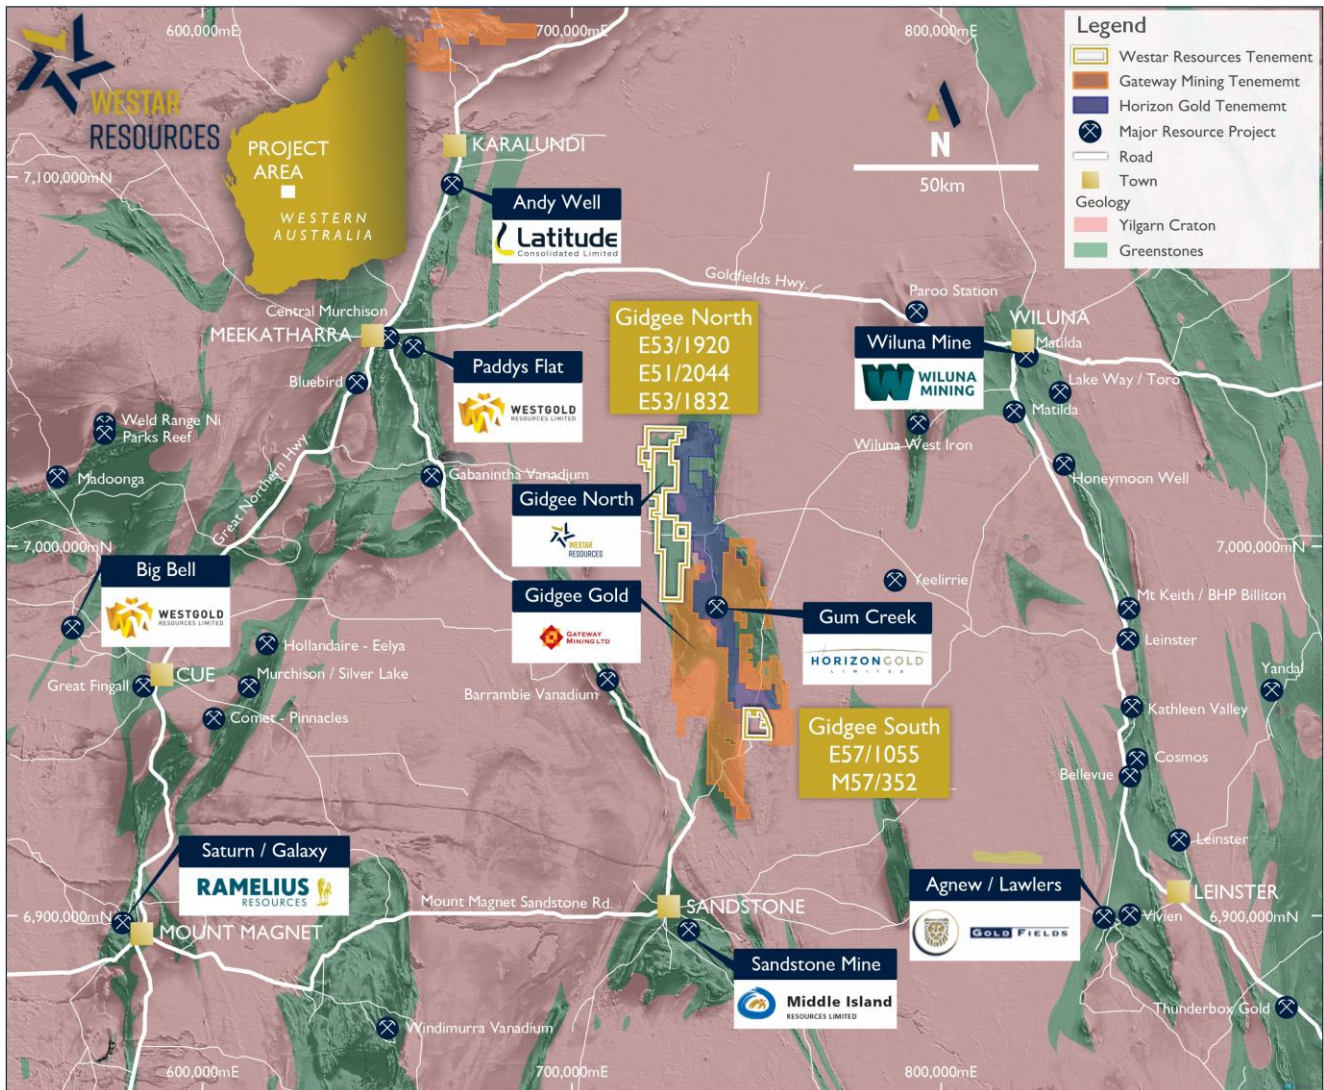 600,000mE
700,000mE
800,000mE
Legend
Westar Resources Tenement
Gateway Mining Tenememt
Horizon Gold Tenememt
Major Resource Project
Road
Town
Geology
Yilgarn Craton
Greenstones
WESTAR
RESOURCES
PROJECT
AREA
WESTERN
AUSTRALIA
N
50km
7,100,000mN
KARALUNDI
Andy Well
Latitude
Consolidated Limited
Goldfields Hwy.
Central Murchison
MEEKATHARRA
Paddys Flat
WESTGOLD
RESOURCES LIMITED
Bluebird
Gidgee North
E53/1920
E51/2044
E53/1832
Paroo Station
WILUNA
Matilda
Wiluna Mine
WILUNA
MINING
Lake Way / Toro
Matilda
Wiluna West Iron
Honeymoon Well
Weld Range Ni
Parks Reef
Madoonga
Great Northern Hwy.
Gabanintha Vanadium
Gidgee North
WESTAR
RESOURCES
7,000,000mN
7,000,000mN
Big Bell
WESTGOLD
RESOURCES LIMITED
Gidgee Gold
GATEWAY
MINING LTD
Yeelirrie
Gum Creek
HORIZONGOLD
LIMITED
Mt Keith / BHP Billiton
Leinster
Hollandaire - Eelya
CUE
Great Fingall
Murchison / Silver Lake
Comet - Pinnacles
Barrambie Vanadium
Yandal
Kathleen Valley
Gidgee South
E57/1055
M57/352
Cosmos
Bellevue
Leinster
Saturn / Galaxy
RAMELIUS
RESOURCES
Mount Magnet Sandstone Rd.
SANDSTONE
Agnew / Lawlers
GOLD FIELDS
LEINSTER
Vivien
6,900,000mN
6,900,000mN
MOUNT MAGNET
Sandstone Mine
Middle Island
RESOURCES LIMITED
Windimurra Vanadium
Thunderbox Gold
600,000mE
700,000mE
800,000mE